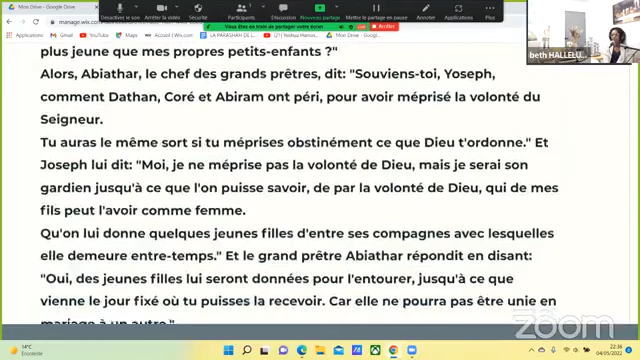 Mon Drive - Google Drive
Désactiver le son
Arrêter la vidéo
Sécurité
Participants
Discussion
Nouveau partage
Mettre le partage en pause
Annoter
Applications
Plus
manage.wix.com
Vous êtes en train de partager votre écran
Arrêter
YouTube
Maps
LA PARASHAH DE L
(21) Yeshua Hamas
Mon Drive - Googl
beth HALLELU...
plus jeune que mes propres petits-enfants ?"
Alors, Abiathar, le chef des grands prêtres, dit: "Souviens-toi, Yoseph,
comment Dathan, Coré et Abiram ont péri, pour avoir méprisé la volonté du
Seigneur.
Tu auras le même sort si tu méprises obstinément ce que Dieu t'ordonne." Et
Joseph lui dit: "Moi, je ne méprise pas la volonté de Dieu, mais je serai son
gardien jusqu'à ce que l'on puisse savoir, de par la volonté de Dieu, qui de mes
fils peut l'avoir comme femme.
Qu'on lui donne quelques jeunes filles d'entre ses compagnes avec lesquelles
elle demeure entre-temps." Et le grand prêtre Abiathar répondit en disant:
"Oui, des jeunes filles lui seront données pour l'entourer, jusqu'à ce que
vienne le jour fixé où tu puisses la recevoir. Car elle ne pourra pas être unie en
mariage à un autre."
zoom
14°C
22:36
04/05/2022